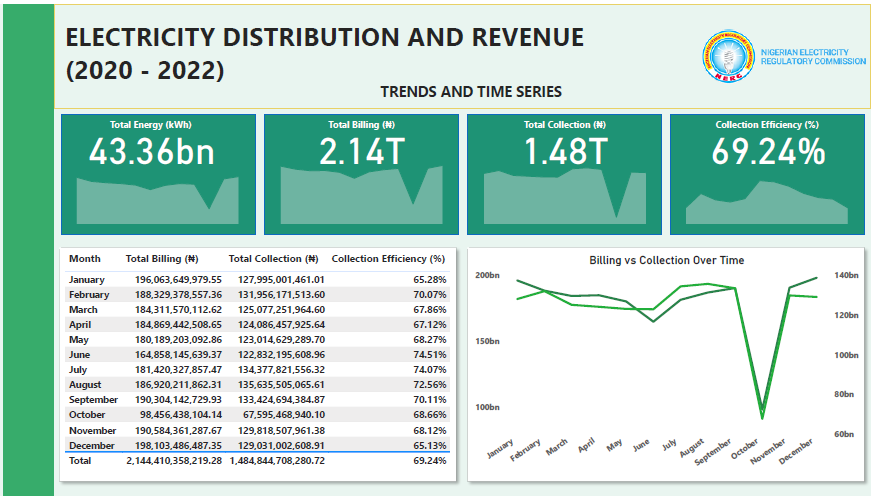 ELECTRICITY DISTRIBUTION AND REVENUE
(2020 - 2022)
TRENDS AND TIME SERIES
NERC
NIGERIAN ELECTRICITY
REGULATORY COMMISSION
Total Energy (kWh)
43.36bn
Total Billing (₦)
2.14T
Total Collection (₦)
1.48T
Collection Efficiency (%)
69.24%
Month Total Billing (₦) Total Collection (₦) Collection Efficiency (%)
January 196,063,649,979.55 127,995,001,461.01 65.28%
February 188,329,378,557.36 131,956,171,513.60 70.07%
March 184,311,570,112.62 125,077,251,964.60 67.86%
April 184,869,442,508.65 124,086,457,925.64 67.12%
May 180,189,203,092.86 123,014,629,289.70 68.27%
June 164,858,145,639.37 122,832,195,608.96 74.51%
July 181,420,327,857.47 134,377,821,556.32 74.07%
August 186,920,211,862.31 135,635,505,065.61 72.56%
September 190,304,142,729.93 133,424,694,384.87 70.11%
October 98,456,438,104.14 67,595,468,940.10 68.66%
November 190,584,361,287.67 129,818,507,961.38 68.12%
December 198,103,486,487.35 129,031,002,608.91 65.13%
Total 2,144,410,358,219.28 1,484,844,708,280.72 69.24%
Billing vs Collection Over Time
200bn
150bn
100bn
140bn
120bn
100bn
80bn
60bn
January
February
March
April
May
June
July
August
September
October
November
December